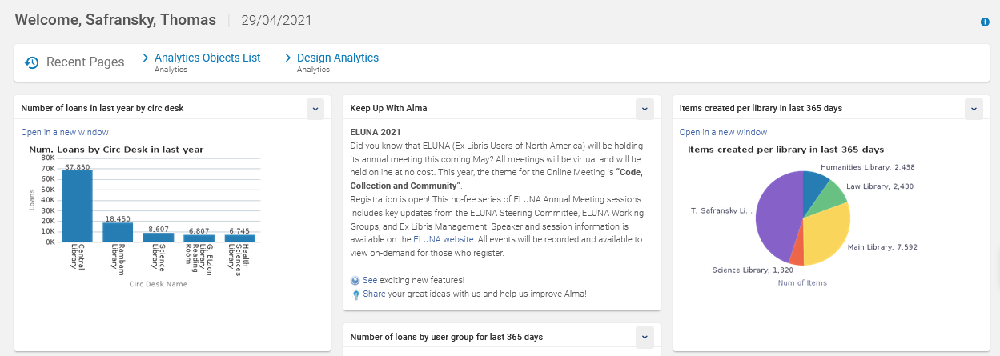 Welcome, Safransky, Thomas
29/04/2021
Recent Pages
Analytics Objects List
Analytics
Design Analytics
Analytics
Number of loans in last year by circ desk
Open in a new window
Num. Loans by Circ Desk in last year
80K
70K
60K
50K
40K
30K
20K
10K
0K
Loans
67,850
18,450
8,607
6,807
6,745
Central
Library
Rambam
Library
Science
Library
G. Etzion
Library
Reading
Room
Health
Sciences
Library
Circ Desk Name
Keep Up With Alma
ELUNA 2021
Did you know that ELUNA (Ex Libris Users of North America) will be holding
its annual meeting this coming May? All meetings will be virtual and will be
held online at no cost. This year, the theme for the Online Meeting is “Code,
Collection and Community”.
Registration is open! This no-fee series of ELUNA Annual Meeting sessions
includes key updates from the ELUNA Steering Committee, ELUNA Working
Groups, and Ex Libris Management. Speaker and session information is
available on the ELUNA website. All events will be recorded and available to
view on-demand for those who register.
See exciting new features!
Share your great ideas with us and help us improve Alma!
Number of loans by user group for last 365 days
Items created per library in last 365 days
Open in a new window
Items created per library in last 365 days
Humanities Library, 2,438
Law Library, 2,430
T. Safransky Li...
Main Library, 7,592
Science Library, 1,320
Num of Items